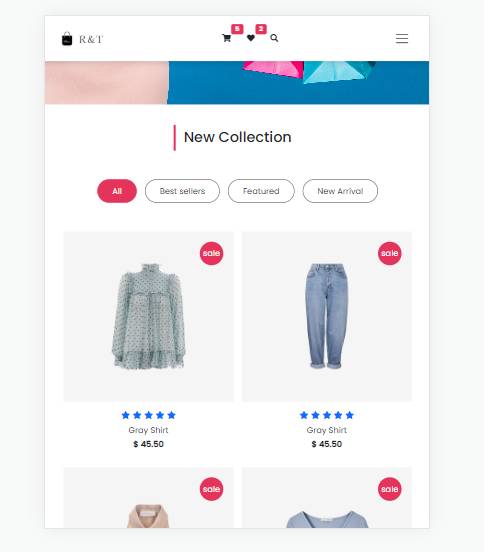 5 2
R&T
New Collection
All Best sellers Featured New Arrival
sale sale
Gray Shirt Gray Shirt
$ 45.50 $ 45.50
sale sale